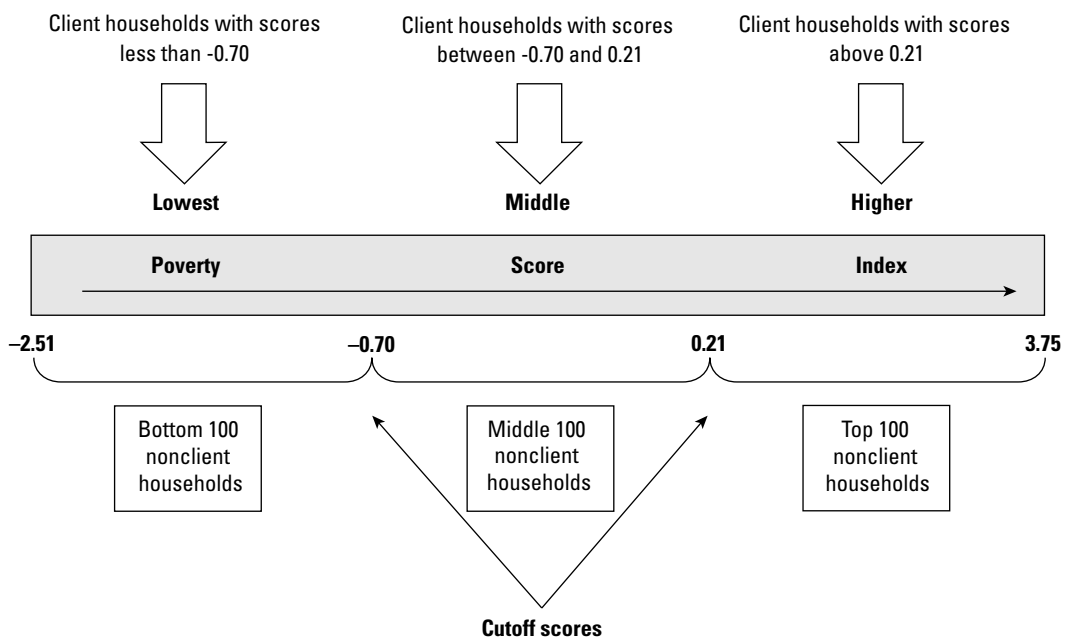 Client households with scores
less than -0.70
Client households with scores
between -0.70 and 0.21
Client households with scores
above 0.21
Lowest
Middle
Higher
Poverty
Score
Index
–2.51
–0.70
0.21
3.75
Bottom 100
nonclient
households
Middle 100
nonclient
households
Top 100
nonclient
households
Cutoff scores